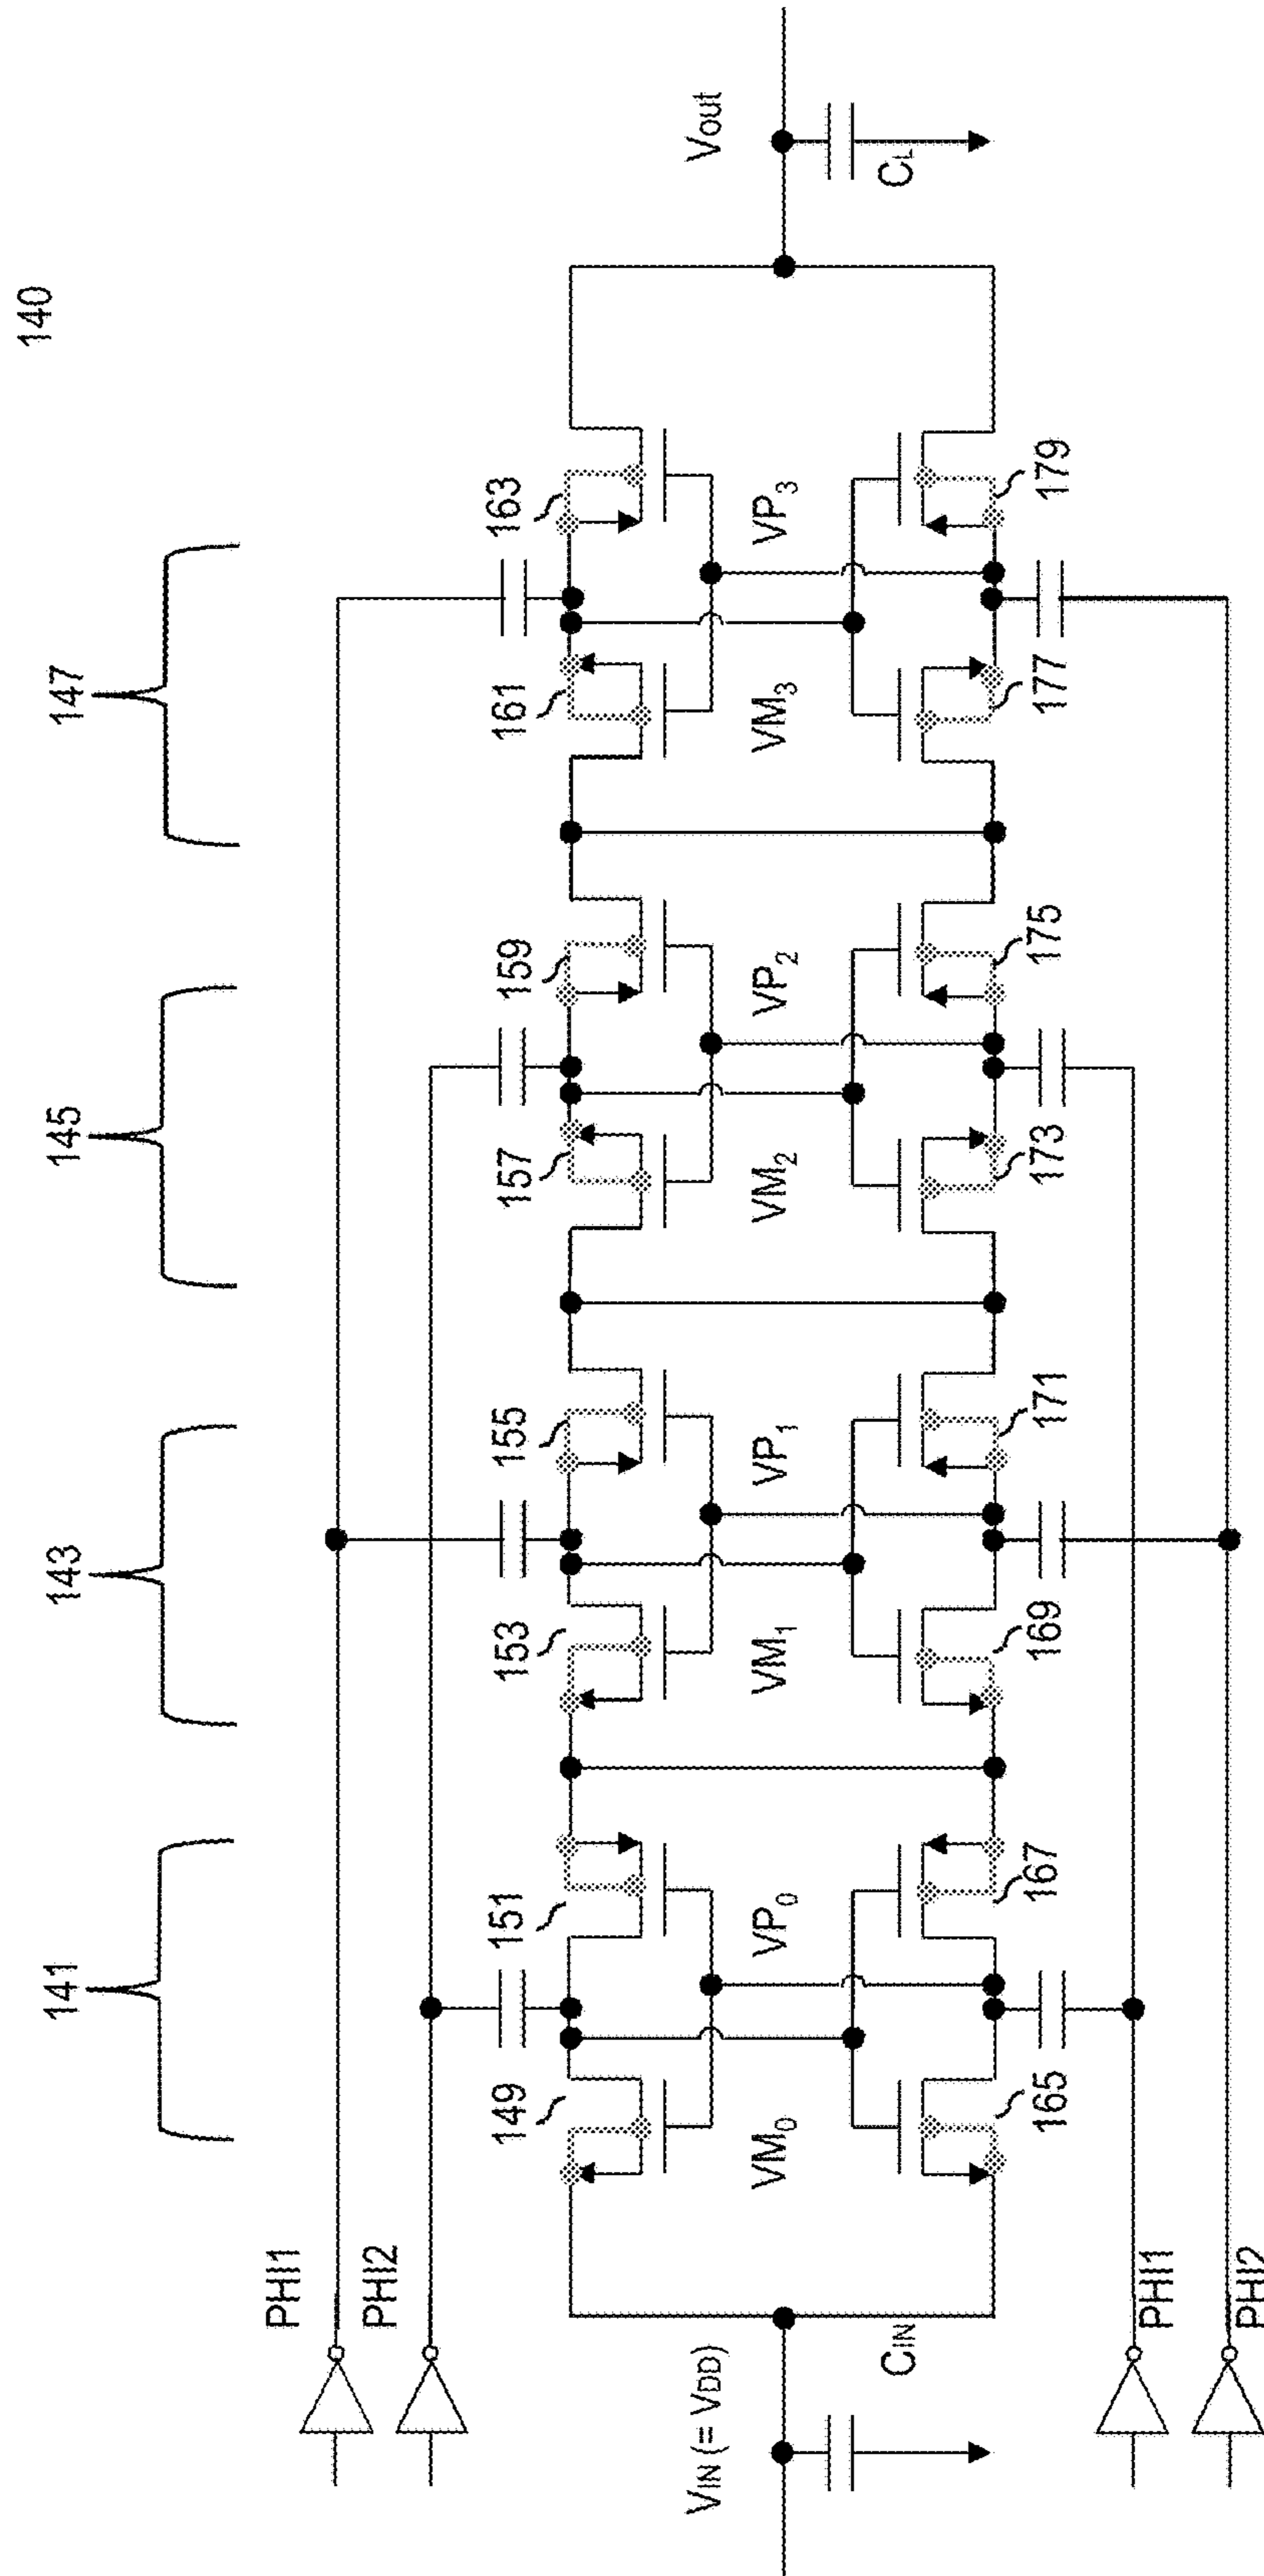 140
141
143
145
147
PHI1
PHI2
149
151
153
155
157
159
161
163
VIN (= VDD)
VM0
VP0
VM1
VP1
VM2
VP2
VM3
VP3
Vout
CIN
CL
165
167
169
171
173
175
177
179
PHI1
PHI2